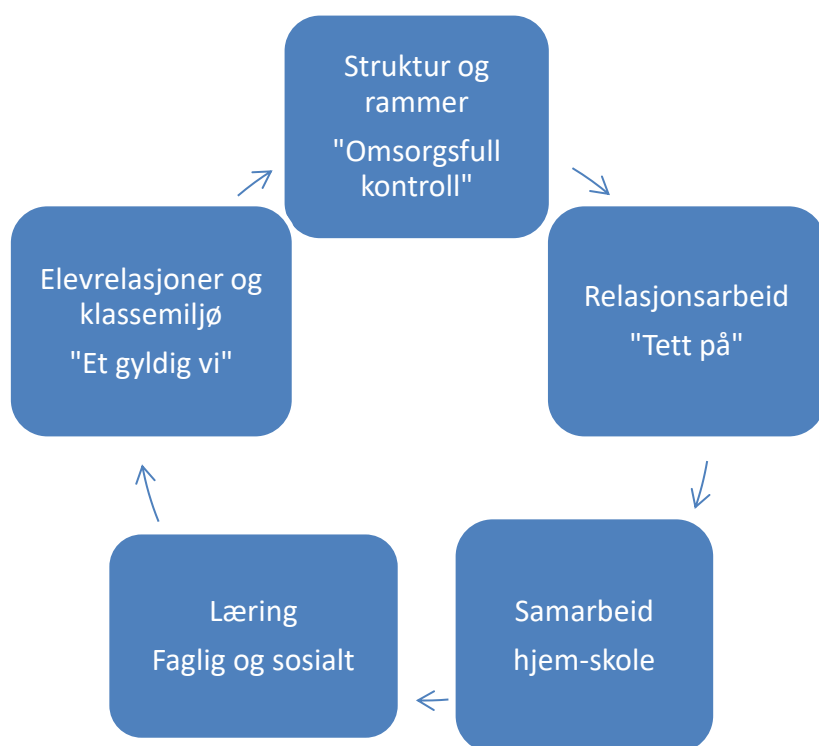 Struktur og
rammer
"Omsorgsfull
kontroll"
Relasjonsarbeid
"Tett på"
Samarbeid
hjem-skole
Læring
Faglig og sosialt
Elevrelasjoner og
klassemiljø
"Et gyldig vi"